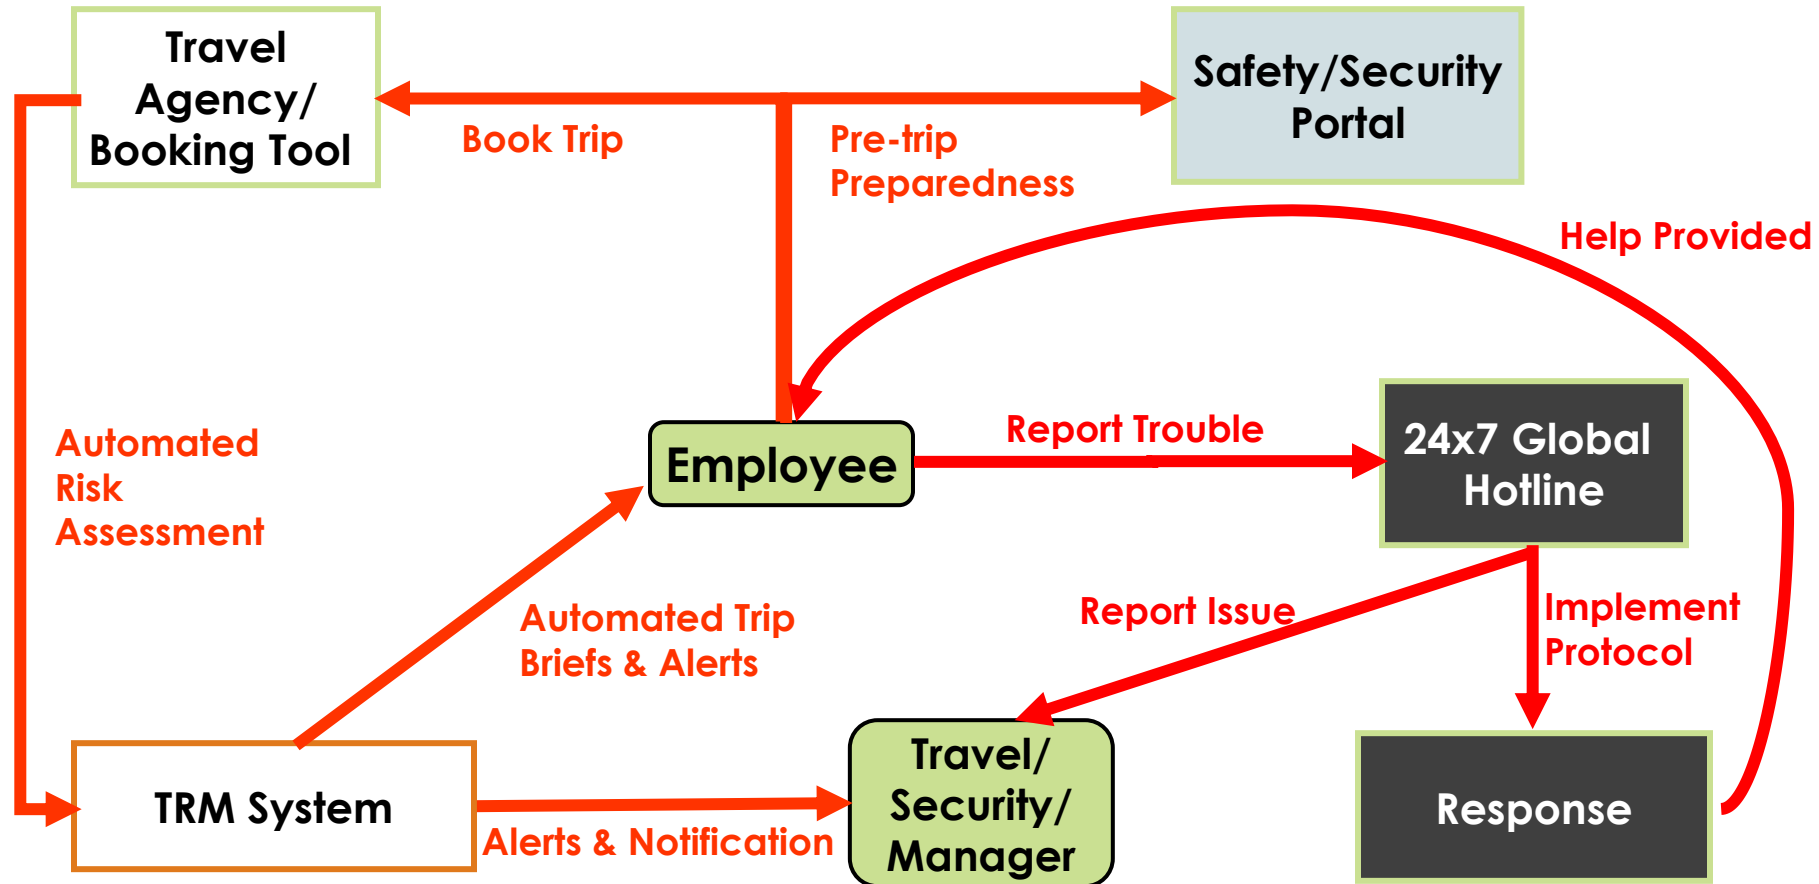 Travel
Agency/
Booking Tool
Safety/Security
Portal
Book Trip
Pre-trip
Preparedness
Help Provided
Automated
Risk
Assessment
Employee
Report Trouble
24x7 Global
Hotline
Automated Trip
Briefs & Alerts
Report Issue
Implement
Protocol
TRM System
Alerts & Notification
Travel/
Security/
Manager
Response